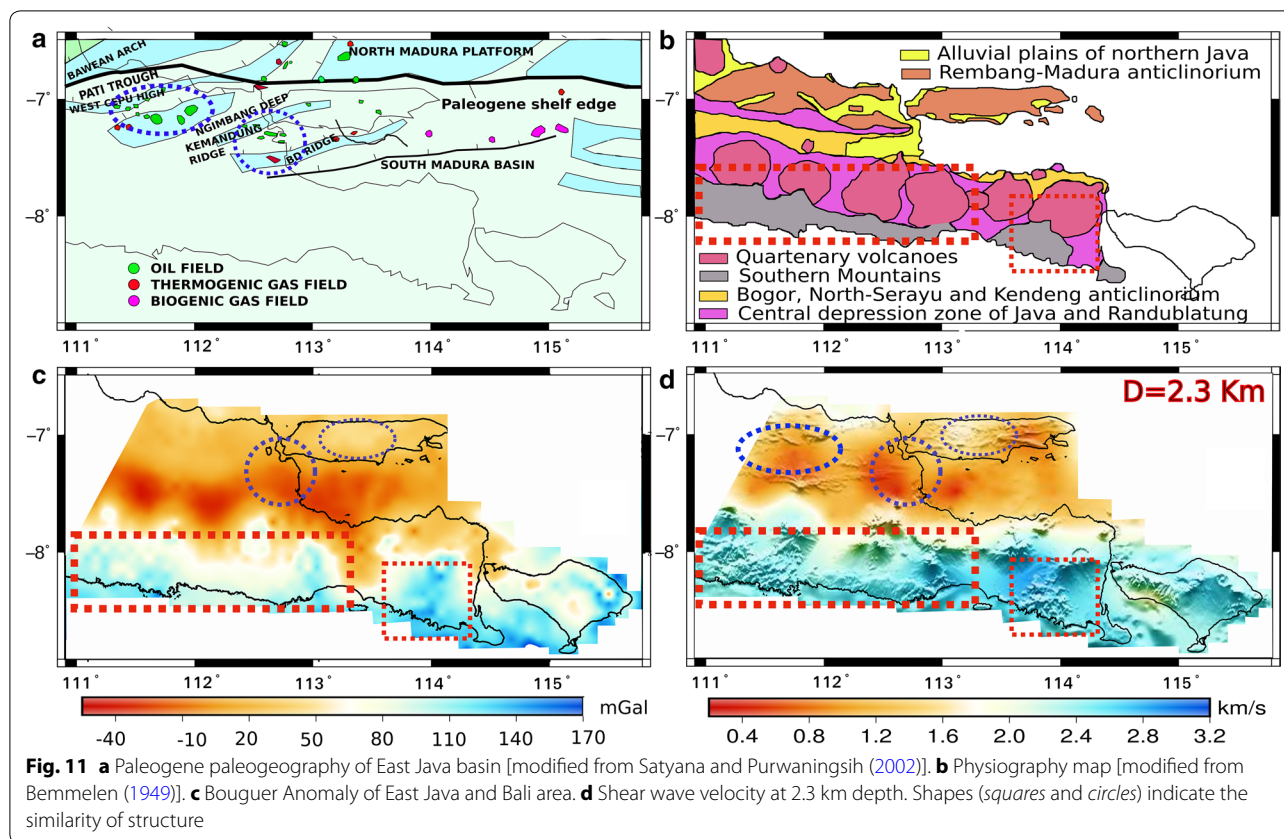 a
BAWEAN ARCH
NORTH MADURA PLATFORM
PATI TROUGH
WEST CEPU HIGH
Paleogene shelf edge
NGIMBANG DEEP
KEMANDUNG
RIDGE
BD RIDGE
SOUTH MADURA BASIN
OIL FIELD
THERMOGENIC GAS FIELD
BIOGENIC GAS FIELD
−7°
−8°
111° 112° 113° 114° 115°
b
Alluvial plains of northern Java
Rembang-Madura anticlinorium
Quartenary volcanoes
Southern Mountains
Bogor, North-Serayu and Kendeng anticlinorium
Central depression zone of Java and Randublatung
−7°
−8°
111° 112° 113° 114° 115°
c
−7°
−8°
111° 112° 113° 114° 115°
mGal
-40 -10 20 50 80 110 140 170
d
D=2.3 Km
−7°
−8°
111° 112° 113° 114° 115°
km/s
0.4 0.8 1.2 1.6 2.0 2.4 2.8 3.2
Fig. 11 a Paleogene paleogeography of East Java basin [modified from Satyana and Purwaningsih (2002)]. b Physiography map [modified from
Bemmelen (1949)]. c Bouguer Anomaly of East Java and Bali area. d Shear wave velocity at 2.3 km depth. Shapes (squares and circles) indicate the
similarity of structure